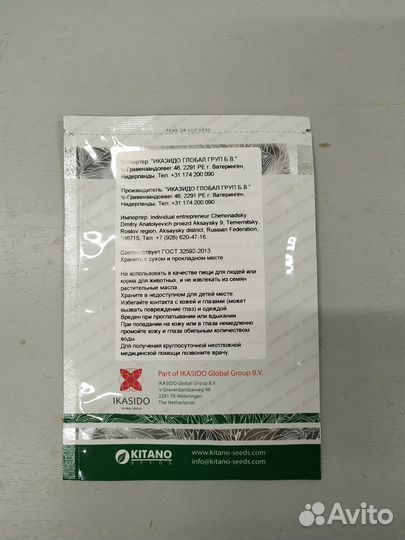 TEAR OR CUT HERE
Экспортер: "ИКАЗИДО ГЛОБАЛ ГРУП Б.В."
'с-Гравензандсевег 48, 2291 PE г. Ватеринген,
Нидерланды. Тел: +31 174 200 090
Производитель: "ИКАЗИДО ГЛОБАЛ ГРУП Б.В."
'с-Гравензандсевег 48, 2291 PE г. Ватеринген,
Нидерланды. Тел: +31 174 200 090
Импортер: Individual entrepreneur Chehonadsky
Dmitry Anatolyevich proezd Aksaysky 9, Temernitsky,
Rostov region, Aksaysky district, Russian Federation,
346715, Тел. +7 (928) 620-47-16
Соответствует ГОСТ 32592-2013
Хранить в сухом и прохладном месте
Не использовать в качестве пищи для людей или
корма для животных, и не извлекать из семян
растительные масла
Хранить в недоступном для детей месте
Избегайте контакта с кожей и глазами (может
вызвать повреждение глаз) и одеждой.
Вреден при проглатывании или вдыхании
При попадании на кожу или в глаза немедленно
промойте кожу и глаза обильным количеством
воды
Для получения круглосуточной неотложной
медицинской помощи позвоните врачу
Part of IKASIDO Global Group B.V.
IKASIDO Global Group B.V.
's-Gravenzandseweg 48
2291 PE Wateringen
The Netherlands
IKASIDO
GLOBAL GROUP
KITANO
SEEDS
www.kitano-seeds.com
info@kitano-seeds.com
Avito